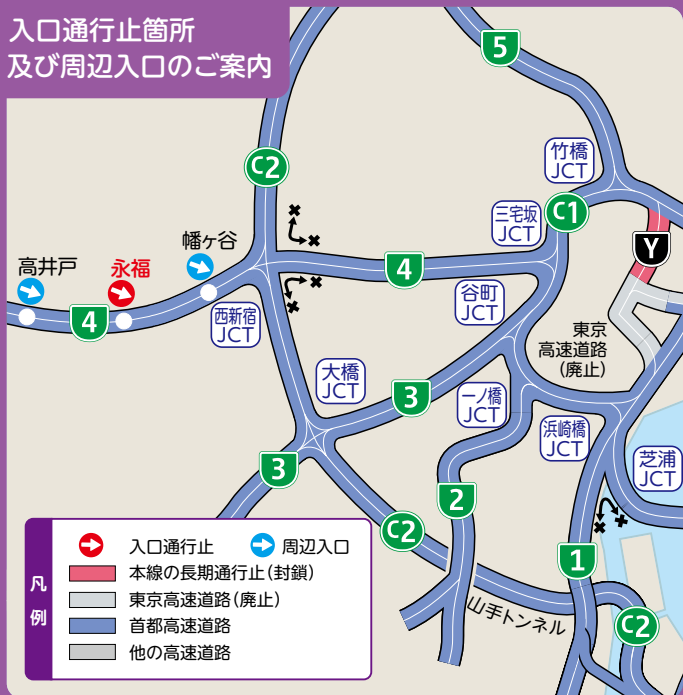 入口通行止箇所
及び周辺入口のご案内
5
竹橋
JCT
C2
三宅坂
JCT
C1
Y
幡ヶ谷
高井戸
永福
4
4
西新宿
JCT
谷町
JCT
東京
高速道路
(廃止)
大橋
JCT
3
一ノ橋
JCT
浜崎橋
JCT
芝浦
JCT
3
2
C2
1
山手トンネル
C2
凡例
入口通行止
周辺入口
本線の長期通行止(封鎖)
東京高速道路(廃止)
首都高速道路
他の高速道路